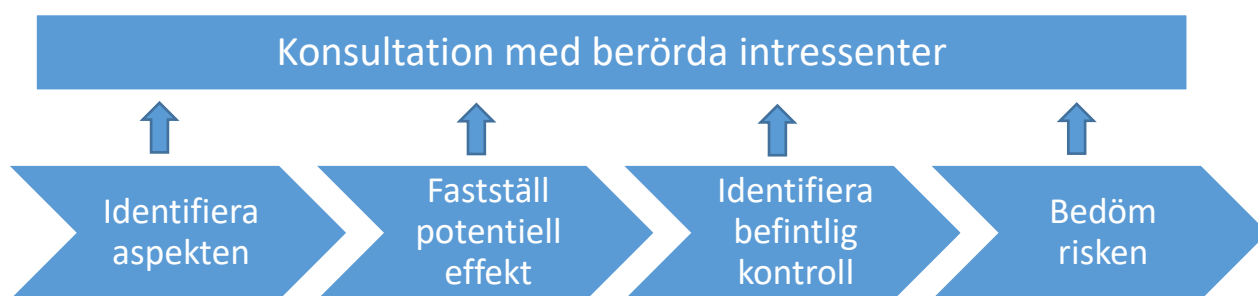 Konsultation med berörda intressenter
Identifiera
aspekten
Fastställ
potentiell
effekt
Identifiera
befintlig
kontroll
Bedöm
risken